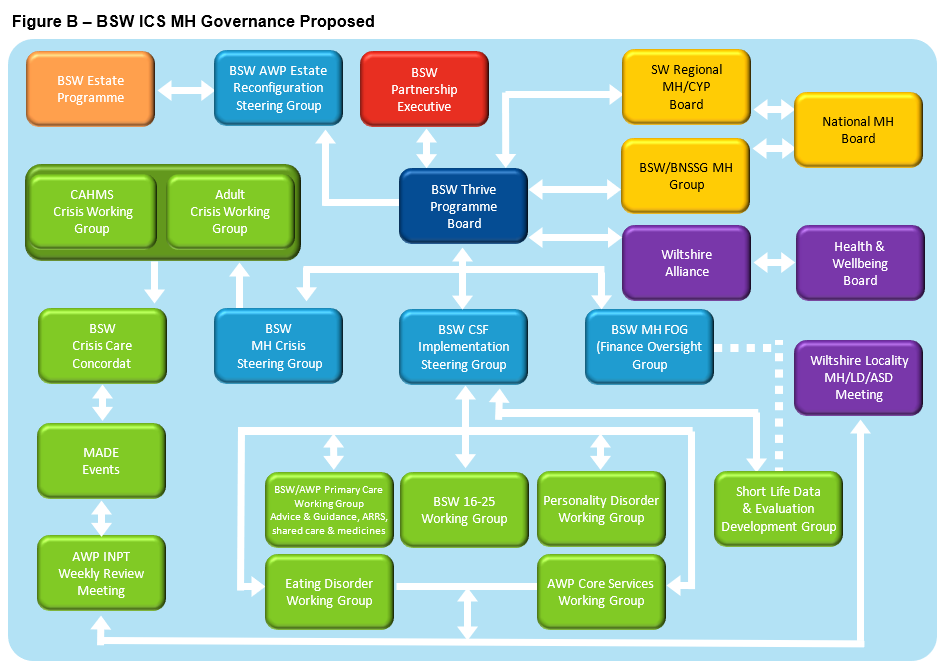 Figure B – BSW ICS MH Governance Proposed
BSW Estate
Programme
BSW AWP Estate
Reconfiguration
Steering Group
BSW
Partnership
Executive
SW Regional
MH/CYP
Board
National MH
Board
BSW/BNSSG MH
Group
CAHMS
Crisis Working
Group
Adult
Crisis Working
Group
BSW Thrive
Programme
Board
Wiltshire
Alliance
Health &
Wellbeing
Board
BSW
Crisis Care
Concordat
BSW
MH Crisis
Steering Group
BSW CSF
Implementation
Steering Group
BSW MH FOG
(Finance Oversight
Group
Wiltshire Locality
MH/LD/ASD
Meeting
MADE
Events
BSW/AWP Primary Care
Working Group
Advice & Guidance, ARRS,
shared care & medicines
BSW 16-25
Working Group
Personality Disorder
Working Group
Short Life Data
& Evaluation
Development Group
AWP INPT
Weekly Review
Meeting
Eating Disorder
Working Group
AWP Core Services
Working Group